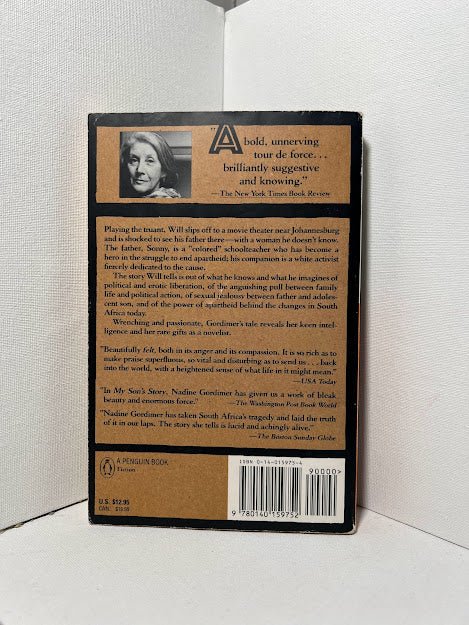 "A bold, unnerving
tour de force…
brilliantly suggestive
and knowing."
—The New York Times Book Review
Playing the truant, Will slips off to a movie theater near Johannesburg
and is shocked to see his father there—with a woman he doesn't know.
The father, Sonny, is a "colored" schoolteacher who has become a
hero in the struggle to end apartheid; his companion is a white activist
fiercely dedicated to the cause.
The story Will tells is out of what he knows and what he imagines of
political and erotic liberation, of the anguishing pull between family
life and political action, of sexual jealousy between father and adoles-
cent son, and of the power of apartheid behind the changes in South
Africa today.
Wrenching and passionate, Gordimer's tale reveals her keen intel-
ligence and her rare gifts as a novelist.
"Beautifully felt, both in its anger and its compassion. It is so rich as to
make praise superfluous, so vital and disturbing as to send us . . . back
into the world, with a heightened sense of what life in it might mean."
—USA Today
"In My Son's Story, Nadine Gordimer has given us a work of bleak
beauty and enormous force."
—The Washington Post Book World
"Nadine Gordimer has taken South Africa's tragedy and laid the truth
of it in our laps. The story she tells is lucid and achingly alive."
—The Boston Sunday Globe
A PENGUIN BOOK
Fiction
U.S. $12.95
CAN.
ISBN 0-14-015975-4
90000>
9 780140 159752